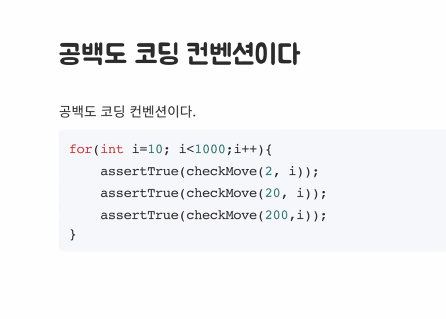 공백도 코딩 컨벤션이다
공백도 코딩 컨벤션이다.
for(int i=10; i<1000;i++){
    assertTrue(checkMove(2, i));
    assertTrue(checkMove(20, i));
    assertTrue(checkMove(200,i));
}